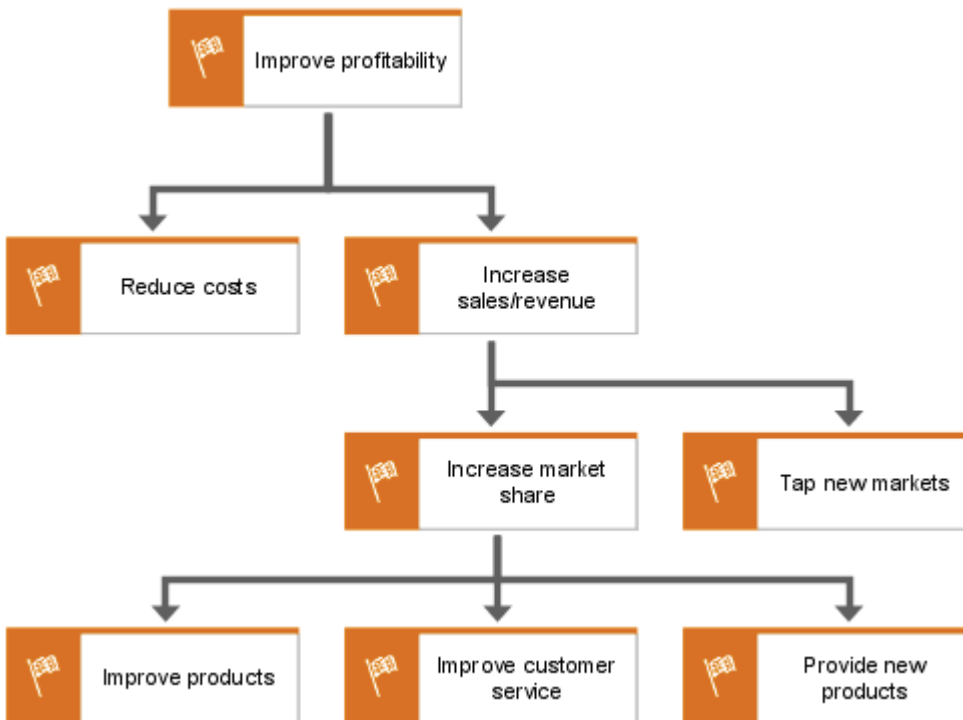 Improve profitability
Reduce costs
Increase
sales/revenue
Increase market
share
Tap new markets
Improve products
Improve customer
service
Provide new
products